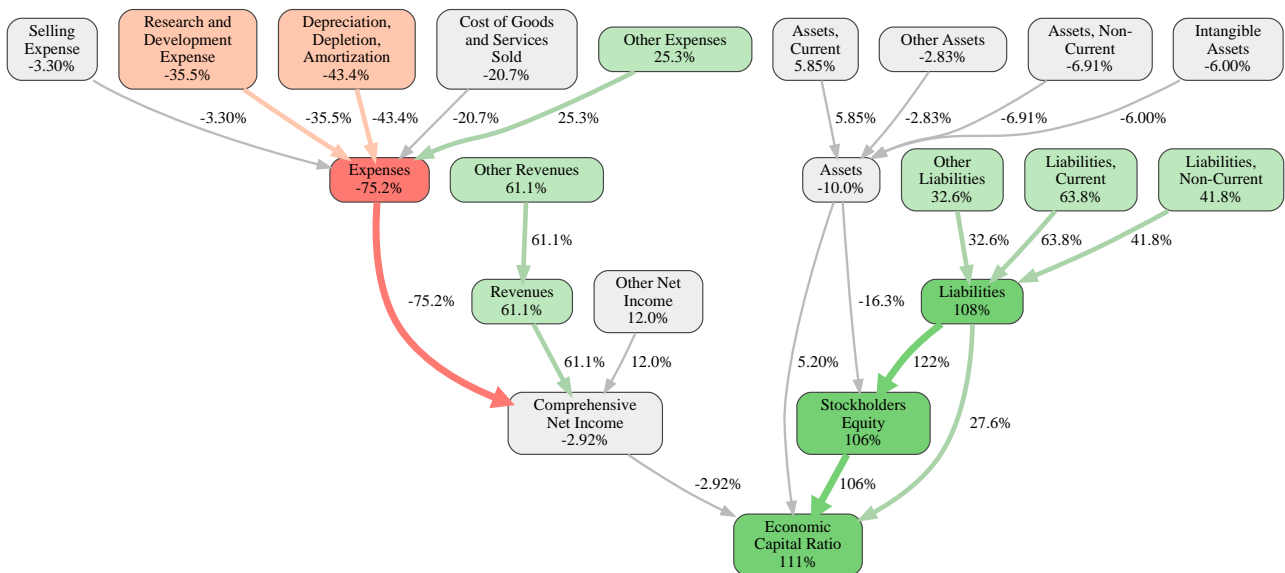 Selling
Expense
-3.30%
Research and
Development
Expense
-35.5%
Depreciation,
Depletion,
Amortization
-43.4%
Cost of Goods
and Services
Sold
-20.7%
Other Expenses
25.3%
Assets,
Current
5.85%
Other Assets
-2.83%
Assets, Non-
Current
-6.91%
Intangible
Assets
-6.00%
-3.30%
-35.5%
-43.4%
-20.7%
25.3%
5.85%
-2.83%
-6.91%
-6.00%
Expenses
-75.2%
Other Revenues
61.1%
Assets
-10.0%
Other
Liabilities
32.6%
Liabilities,
Current
63.8%
Liabilities,
Non-Current
41.8%
61.1%
32.6%
63.8%
41.8%
-75.2%
Revenues
61.1%
Other Net
Income
12.0%
-16.3%
Liabilities
108%
61.1%
12.0%
5.20%
122%
Comprehensive
Net Income
-2.92%
Stockholders
Equity
106%
27.6%
-2.92%
106%
Economic
Capital Ratio
111%